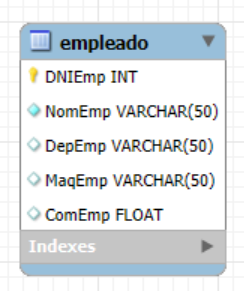 empleado
DNIEmp INT
NomEmp VARCHAR(50)
DepEmp VARCHAR(50)
MaqEmp VARCHAR(50)
ComEmp FLOAT
Indexes